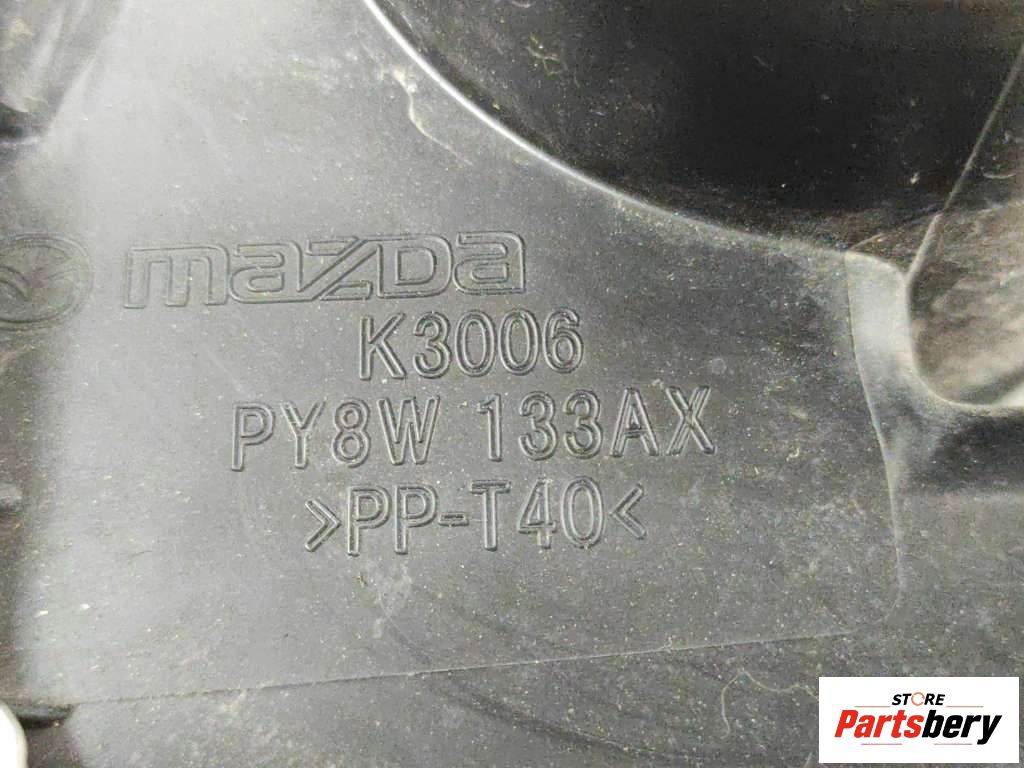 mazda
K3006
PY8W 133AX
>PP-T40<
STORE
Partsbery